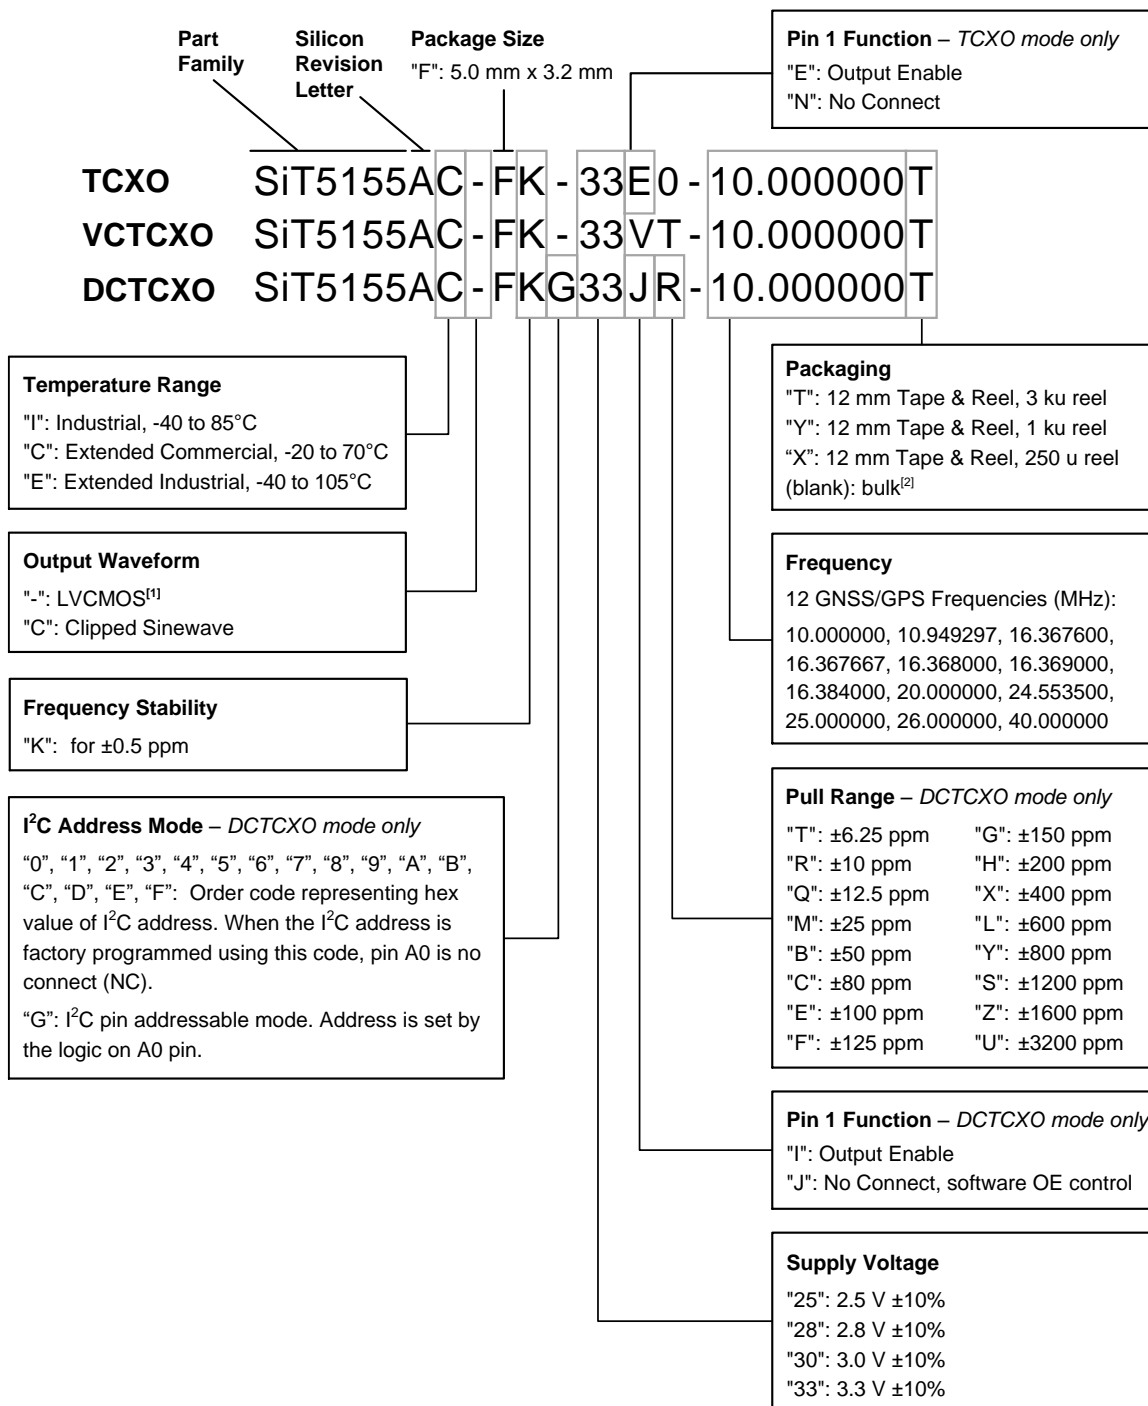 Part
Family
Silicon
Revision
Letter
Package Size
"F": 5.0 mm x 3.2 mm
Pin 1 Function – TCXO mode only
"E": Output Enable
"N": No Connect
TCXO SiT5155AC-FK-33E0-10.000000T
VCTCXO SiT5155AC-FK-33VT-10.000000T
DCTCXO SiT5155AC-FKG33JR-10.000000T
Temperature Range
"I": Industrial, -40 to 85°C
"C": Extended Commercial, -20 to 70°C
"E": Extended Industrial, -40 to 105°C
Output Waveform
"-": LVCMOS[1]
"C": Clipped Sinewave
Frequency Stability
"K": for ±0.5 ppm
I²C Address Mode – DCTCXO mode only
“0”, “1”, “2”, “3”, “4”, “5”, “6”, “7”, “8”, “9”, “A”, “B”,
“C”, “D”, “E”, “F”: Order code representing hex
value of I²C address. When the I²C address is
factory programmed using this code, pin A0 is no
connect (NC).
“G”: I²C pin addressable mode. Address is set by
the logic on A0 pin.
Packaging
"T": 12 mm Tape & Reel, 3 ku reel
"Y": 12 mm Tape & Reel, 1 ku reel
“X”: 12 mm Tape & Reel, 250 u reel
(blank): bulk[2]
Frequency
12 GNSS/GPS Frequencies (MHz):
10.000000, 10.949297, 16.367600,
16.367667, 16.368000, 16.369000,
16.384000, 20.000000, 24.553500,
25.000000, 26.000000, 40.000000
Pull Range – DCTCXO mode only
"T": ±6.25 ppm "G": ±150 ppm
"R": ±10 ppm "H": ±200 ppm
"Q": ±12.5 ppm "X": ±400 ppm
"M": ±25 ppm "L": ±600 ppm
"B": ±50 ppm "Y": ±800 ppm
"C": ±80 ppm "S": ±1200 ppm
"E": ±100 ppm "Z": ±1600 ppm
"F": ±125 ppm "U": ±3200 ppm
Pin 1 Function – DCTCXO mode only
"I": Output Enable
"J": No Connect, software OE control
Supply Voltage
"25": 2.5 V ±10%
"28": 2.8 V ±10%
"30": 3.0 V ±10%
"33": 3.3 V ±10%